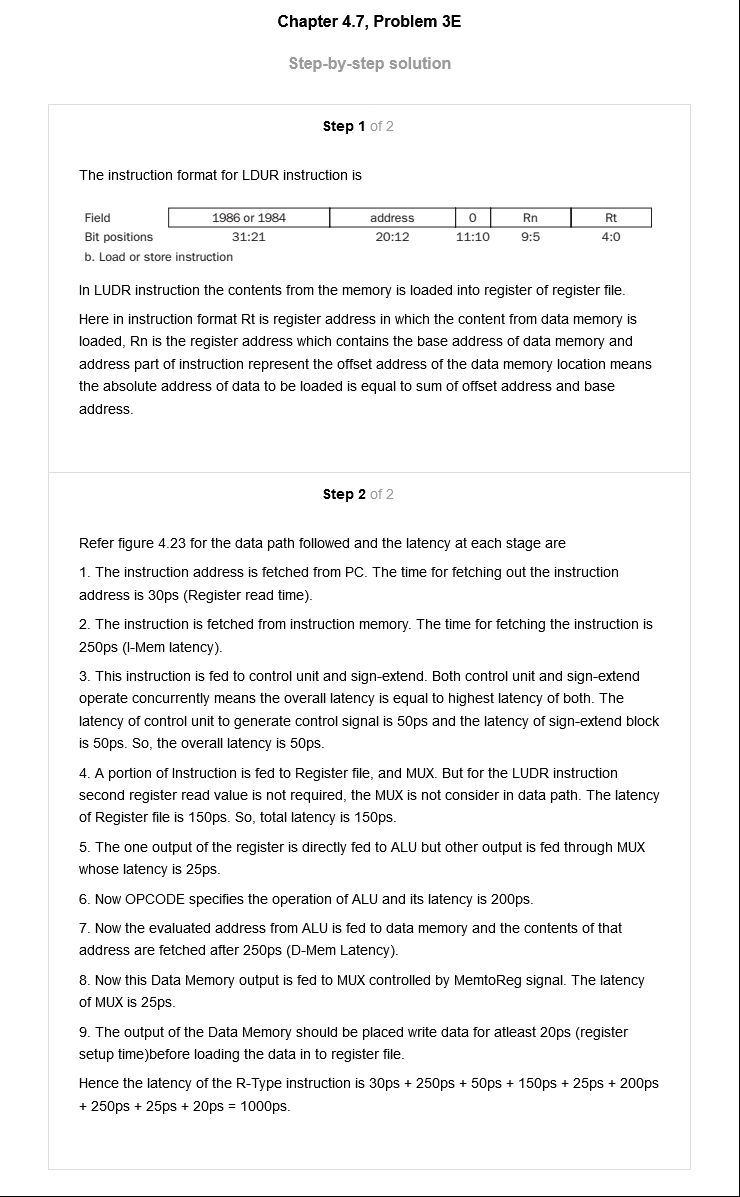 Chapter 4.7, Problem 3E
Step-by-step solution
Step 1 of 2
The instruction format for LDUR instruction is
Field 1986 or 1984 address 0 Rn Rt
Bit positions 31:21 20:12 11:10 9:5 4:0
b. Load or store instruction
In LUDR instruction the contents from the memory is loaded into register of register file.
Here in instruction format Rt is register address in which the content from data memory is
loaded, Rn is the register address which contains the base address of data memory and
address part of instruction represent the offset address of the data memory location means
the absolute address of data to be loaded is equal to sum of offset address and base
address.
Step 2 of 2
Refer figure 4.23 for the data path followed and the latency at each stage are
1. The instruction address is fetched from PC. The time for fetching out the instruction
address is 30ps (Register read time).
2. The instruction is fetched from instruction memory. The time for fetching the instruction is
250ps (I-Mem latency).
3. This instruction is fed to control unit and sign-extend. Both control unit and sign-extend
operate concurrently means the overall latency is equal to highest latency of both. The
latency of control unit to generate control signal is 50ps and the latency of sign-extend block
is 50ps. So, the overall latency is 50ps.
4. A portion of Instruction is fed to Register file, and MUX. But for the LUDR instruction
second register read value is not required, the MUX is not consider in data path. The latency
of Register file is 150ps. So, total latency is 150ps.
5. The one output of the register is directly fed to ALU but other output is fed through MUX
whose latency is 25ps.
6. Now OPCODE specifies the operation of ALU and its latency is 200ps.
7. Now the evaluated address from ALU is fed to data memory and the contents of that
address are fetched after 250ps (D-Mem Latency).
8. Now this Data Memory output is fed to MUX controlled by MemtoReg signal. The latency
of MUX is 25ps.
9. The output of the Data Memory should be placed write data for atleast 20ps (register
setup time)before loading the data in to register file.
Hence the latency of the R-Type instruction is 30ps + 250ps + 50ps + 150ps + 25ps + 200ps
+ 250ps + 25ps + 20ps = 1000ps.